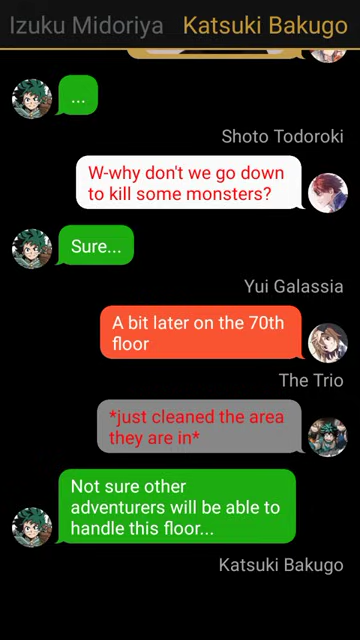 Izuku Midoriya Katsuki Bakugo
...
Shoto Todoroki
W-why don't we go down
to kill some monsters?
Sure...
Yui Galassia
A bit later on the 70th
floor
The Trio
*just cleaned the area
they are in*
Not sure other
adventurers will be able to
handle this floor...
Katsuki Bakugo